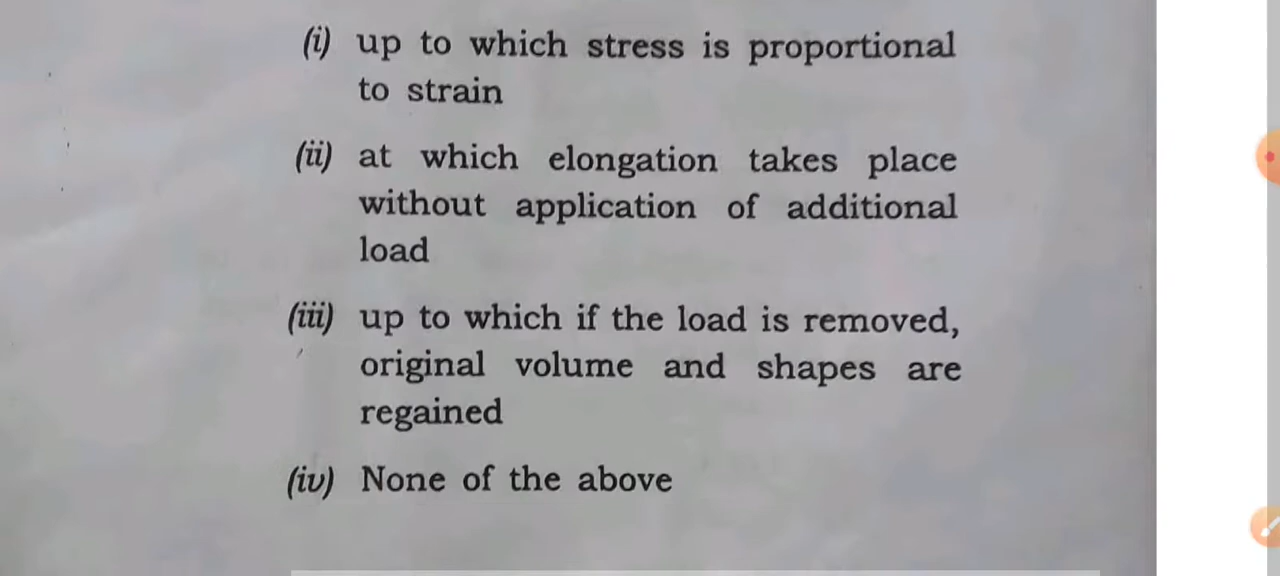 (i) up to which stress is proportional
to strain
(ii) at which elongation takes place
without application of additional
load
(iii) up to which if the load is removed,
original volume and shapes are
regained
(iv) None of the above